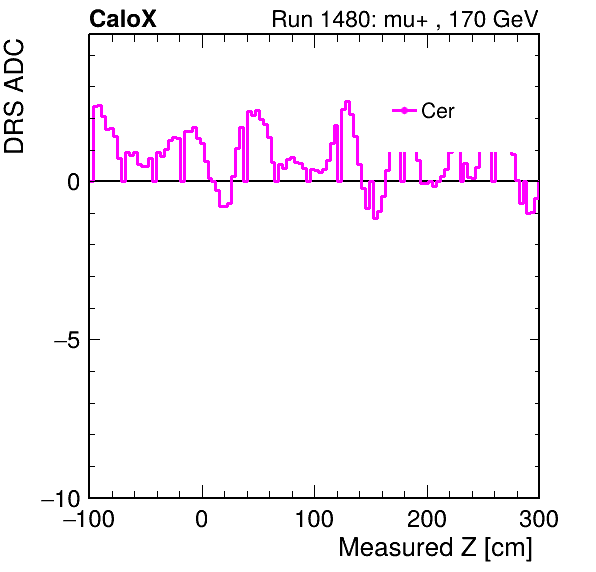 CaloX
Run 1480: mu+ , 170 GeV
DRS ADC
Cer
0
−5
−10
−100
0
100
200
300
Measured Z [cm]